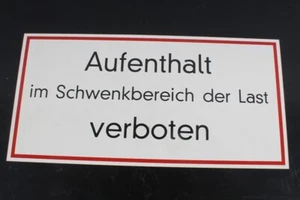 Aufenthalt
im Schwenkbereich der Last
verboten